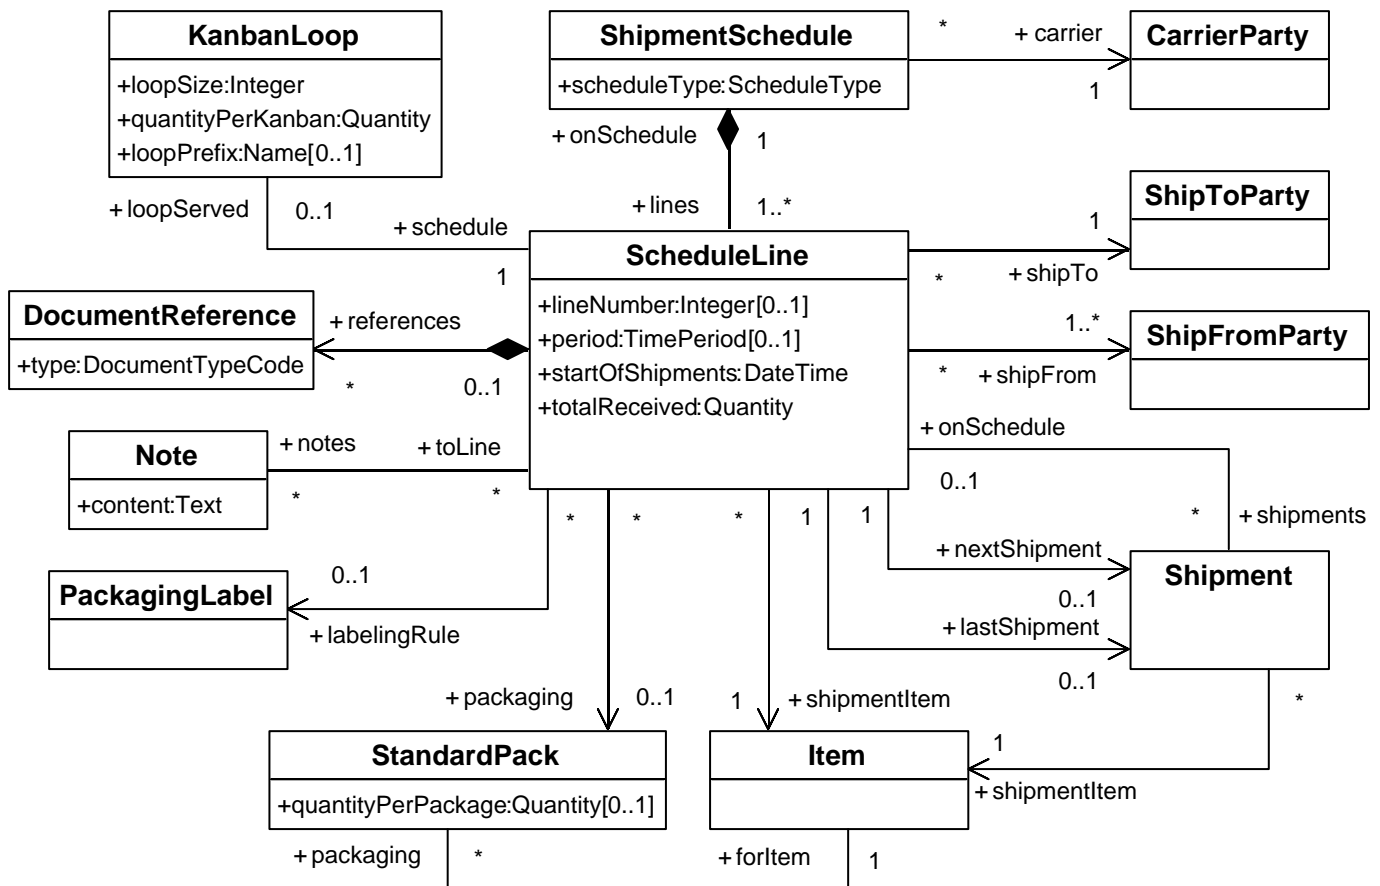 KanbanLoop
+loopSize:Integer
+quantityPerKanban:Quantity
+loopPrefix:Name[0..1]
ShipmentSchedule
+scheduleType:ScheduleType
*
+carrier
1
CarrierParty
+loopServed
0..1
+schedule
1
+onSchedule
1
+lines
1..*
ShipToParty
1
*
+shipTo
ScheduleLine
+lineNumber:Integer[0..1]
+period:TimePeriod[0..1]
+startOfShipments:DateTime
+totalReceived:Quantity
DocumentReference
+type:DocumentTypeCode
+references
*
0..1
1..*
*
+shipFrom
ShipFromParty
Note
+content:Text
+notes
*
+toLine
*
+onSchedule
0..1
*
+shipments
*
*
*
1
1
PackagingLabel
0..1
+labelingRule
+nextShipment
0..1
+lastShipment
0..1
Shipment
+packaging
0..1
1
+shipmentItem
*
StandardPack
+quantityPerPackage:Quantity[0..1]
Item
1
+shipmentItem
+packaging
*
+forItem
1